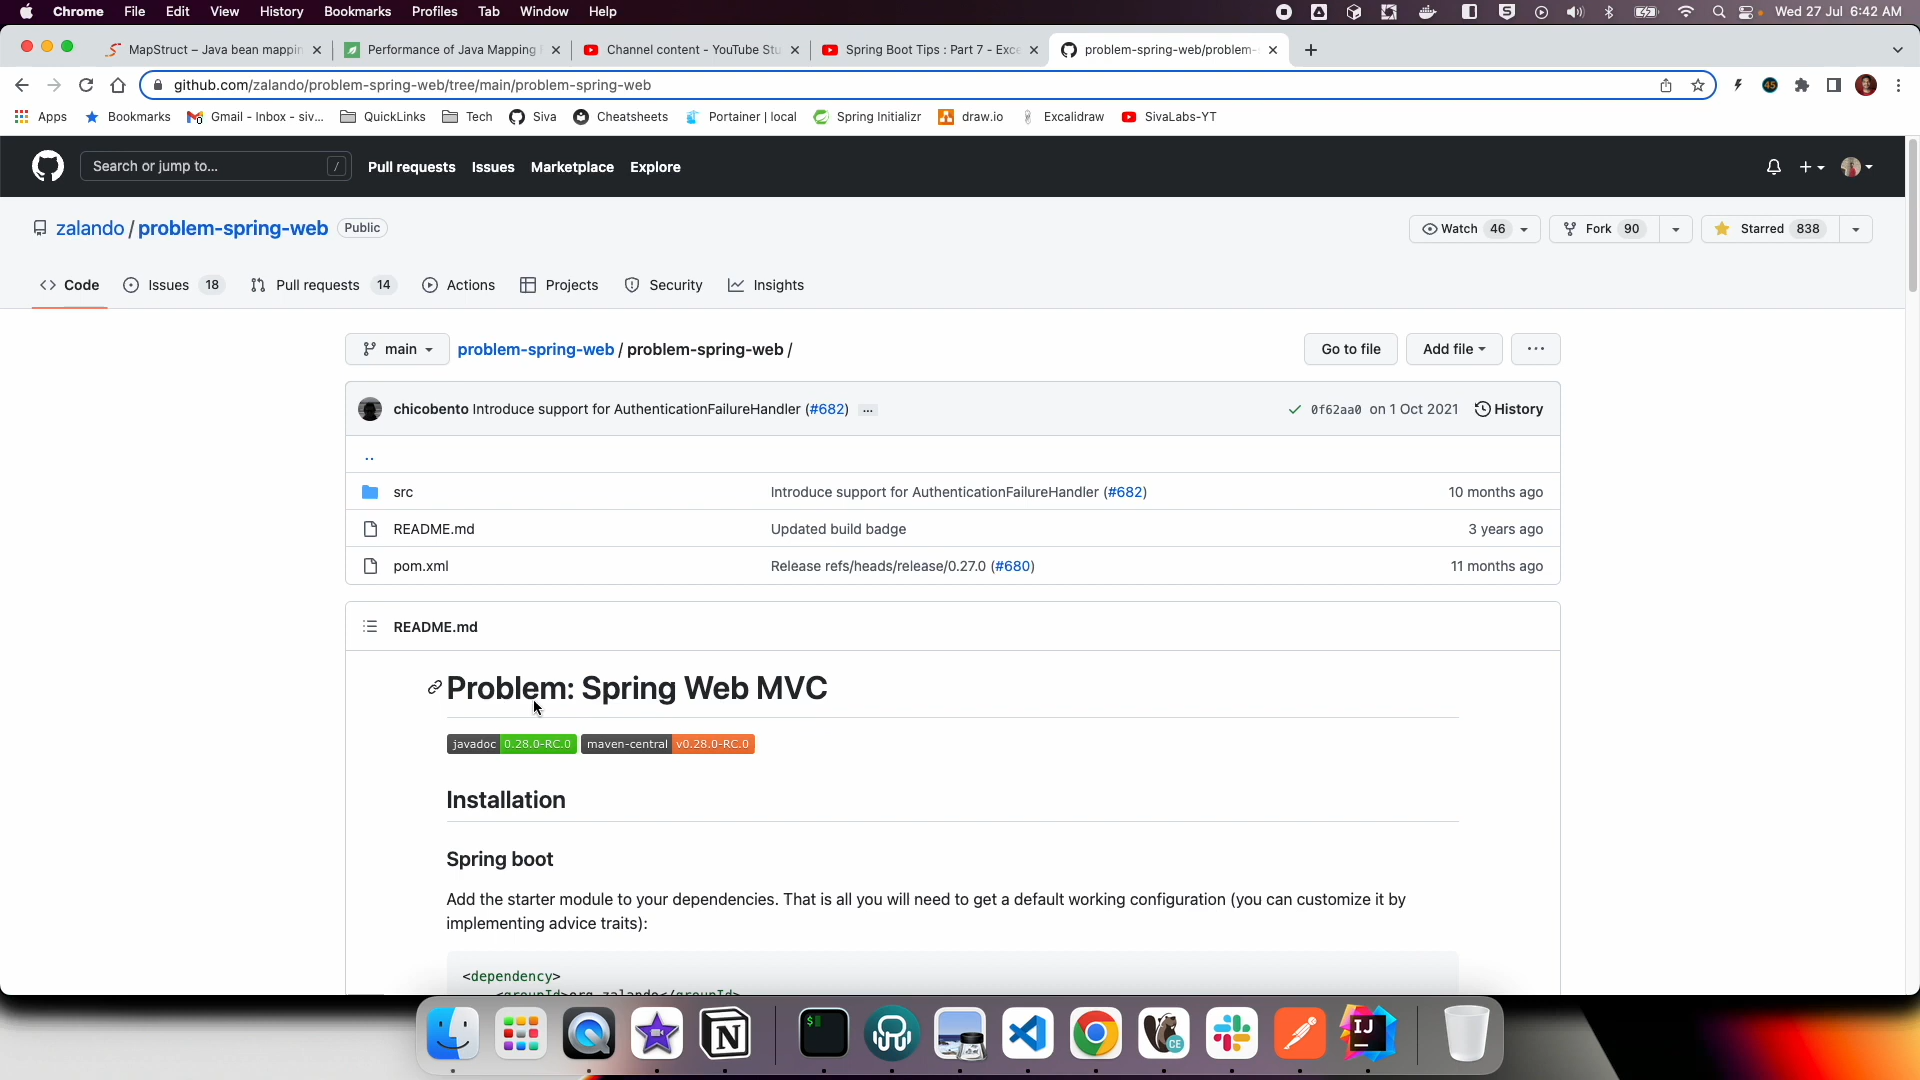 Chrome File Edit View History Bookmarks Profiles Tab Window Help Wed 27 Jul 6:42 AM
MapStruct – Java bean mappin Performance of Java Mapping F Channel content - YouTube Stu Spring Boot Tips : Part 7 - Exce problem-spring-web/problem-
github.com/zalando/problem-spring-web/tree/main/problem-spring-web
Apps Bookmarks Gmail - Inbox - siv... QuickLinks Tech Siva Cheatsheets Portainer | local Spring Initializr draw.io Excalidraw SivaLabs-YT
Search or jump to... / Pull requests Issues Marketplace Explore
zalando / problem-spring-web Public Watch 46 Fork 90 Starred 838
Code Issues 18 Pull requests 14 Actions Projects Security Insights
main problem-spring-web / problem-spring-web / Go to file Add file ...
chicobento Introduce support for AuthenticationFailureHandler (#682) ... 0f62aa0 on 1 Oct 2021 History
..
src Introduce support for AuthenticationFailureHandler (#682) 10 months ago
README.md Updated build badge 3 years ago
pom.xml Release refs/heads/release/0.27.0 (#680) 11 months ago
README.md
Problem: Spring Web MVC
javadoc 0.28.0-RC.0 maven-central v0.28.0-RC.0
Installation
Spring boot
Add the starter module to your dependencies. That is all you will need to get a default working configuration (you can customize it by
implementing advice traits):
<dependency>
<groupId>org.zalando</groupId>